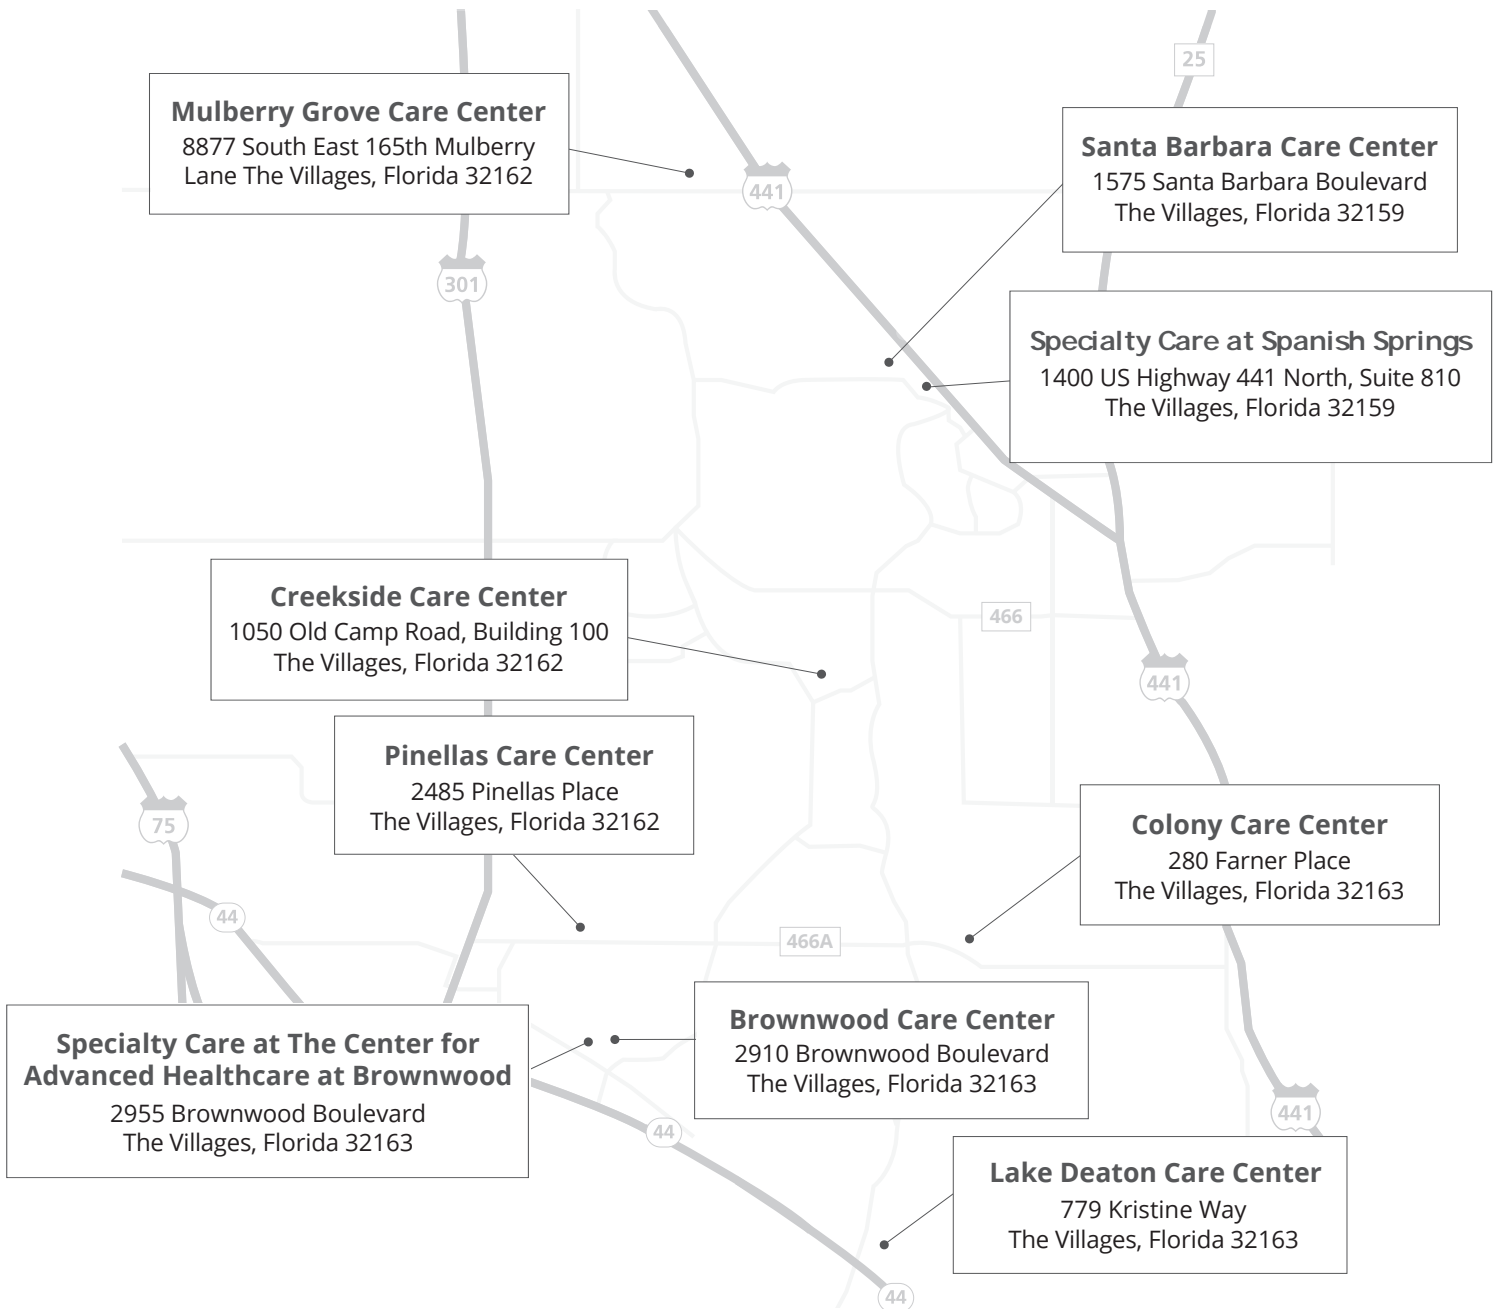 25
Mulberry Grove Care Center
8877 South East 165th Mulberry
Lane The Villages, Florida 32162
441
Santa Barbara Care Center
1575 Santa Barbara Boulevard
The Villages, Florida 32159
301
Specialty Care at Spanish Springs
1400 US Highway 441 North, Suite 810
The Villages, Florida 32159
Creekside Care Center
1050 Old Camp Road, Building 100
The Villages, Florida 32162
466
441
Pinellas Care Center
2485 Pinellas Place
The Villages, Florida 32162
75
Colony Care Center
280 Farner Place
The Villages, Florida 32163
44
466A
Specialty Care at The Center for
Advanced Healthcare at Brownwood
2955 Brownwood Boulevard
The Villages, Florida 32163
Brownwood Care Center
2910 Brownwood Boulevard
The Villages, Florida 32163
441
44
Lake Deaton Care Center
779 Kristine Way
The Villages, Florida 32163
44